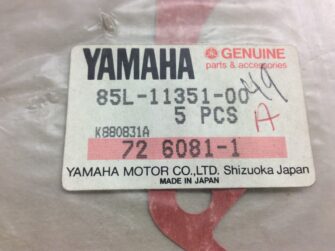 YAMAHA GENUINE
parts & accessories
85L-11351-00
5 PCS
A
K880831A
72 6081-1
YAMAHA MOTOR CO.,LTD. Shizuoka Japan
MADE IN JAPAN